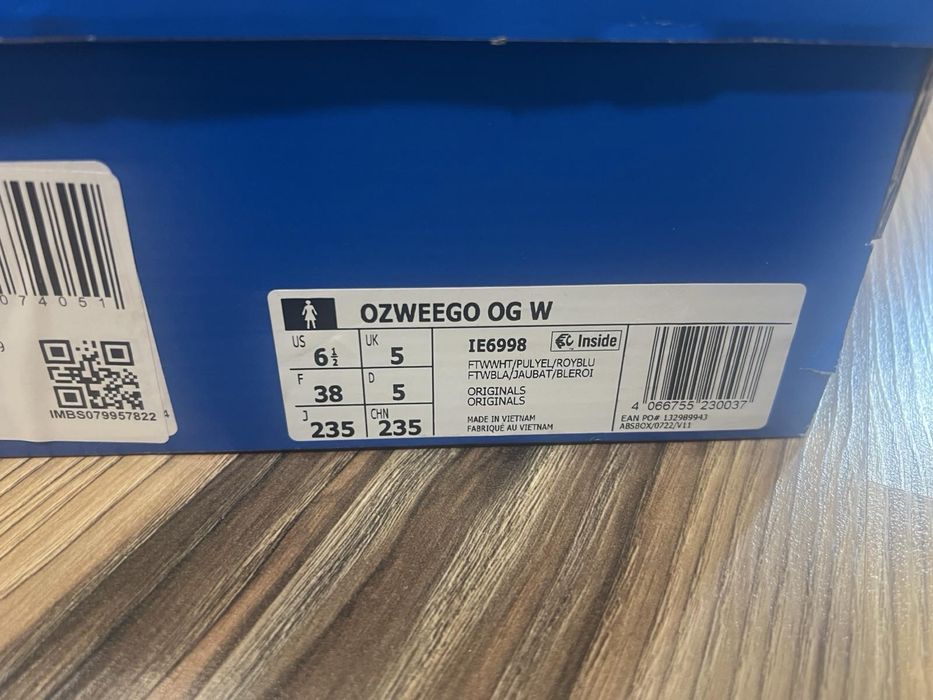 074051
9
IMBS079957822
4
OZWEEGO OG W
US 6½ UK 5
F 38 D 5
J 235 CHN 235
IE6998 Inside
FTWWHT/PULYEL/ROYBLU
FTWBLA/JAUBAT/BLEROI
ORIGINALS
ORIGINALS
MADE IN VIETNAM
FABRIQUÉ AU VIETNAM
4 066755 230037
EAN PO# 132989943
ABSBOX/0722/V11